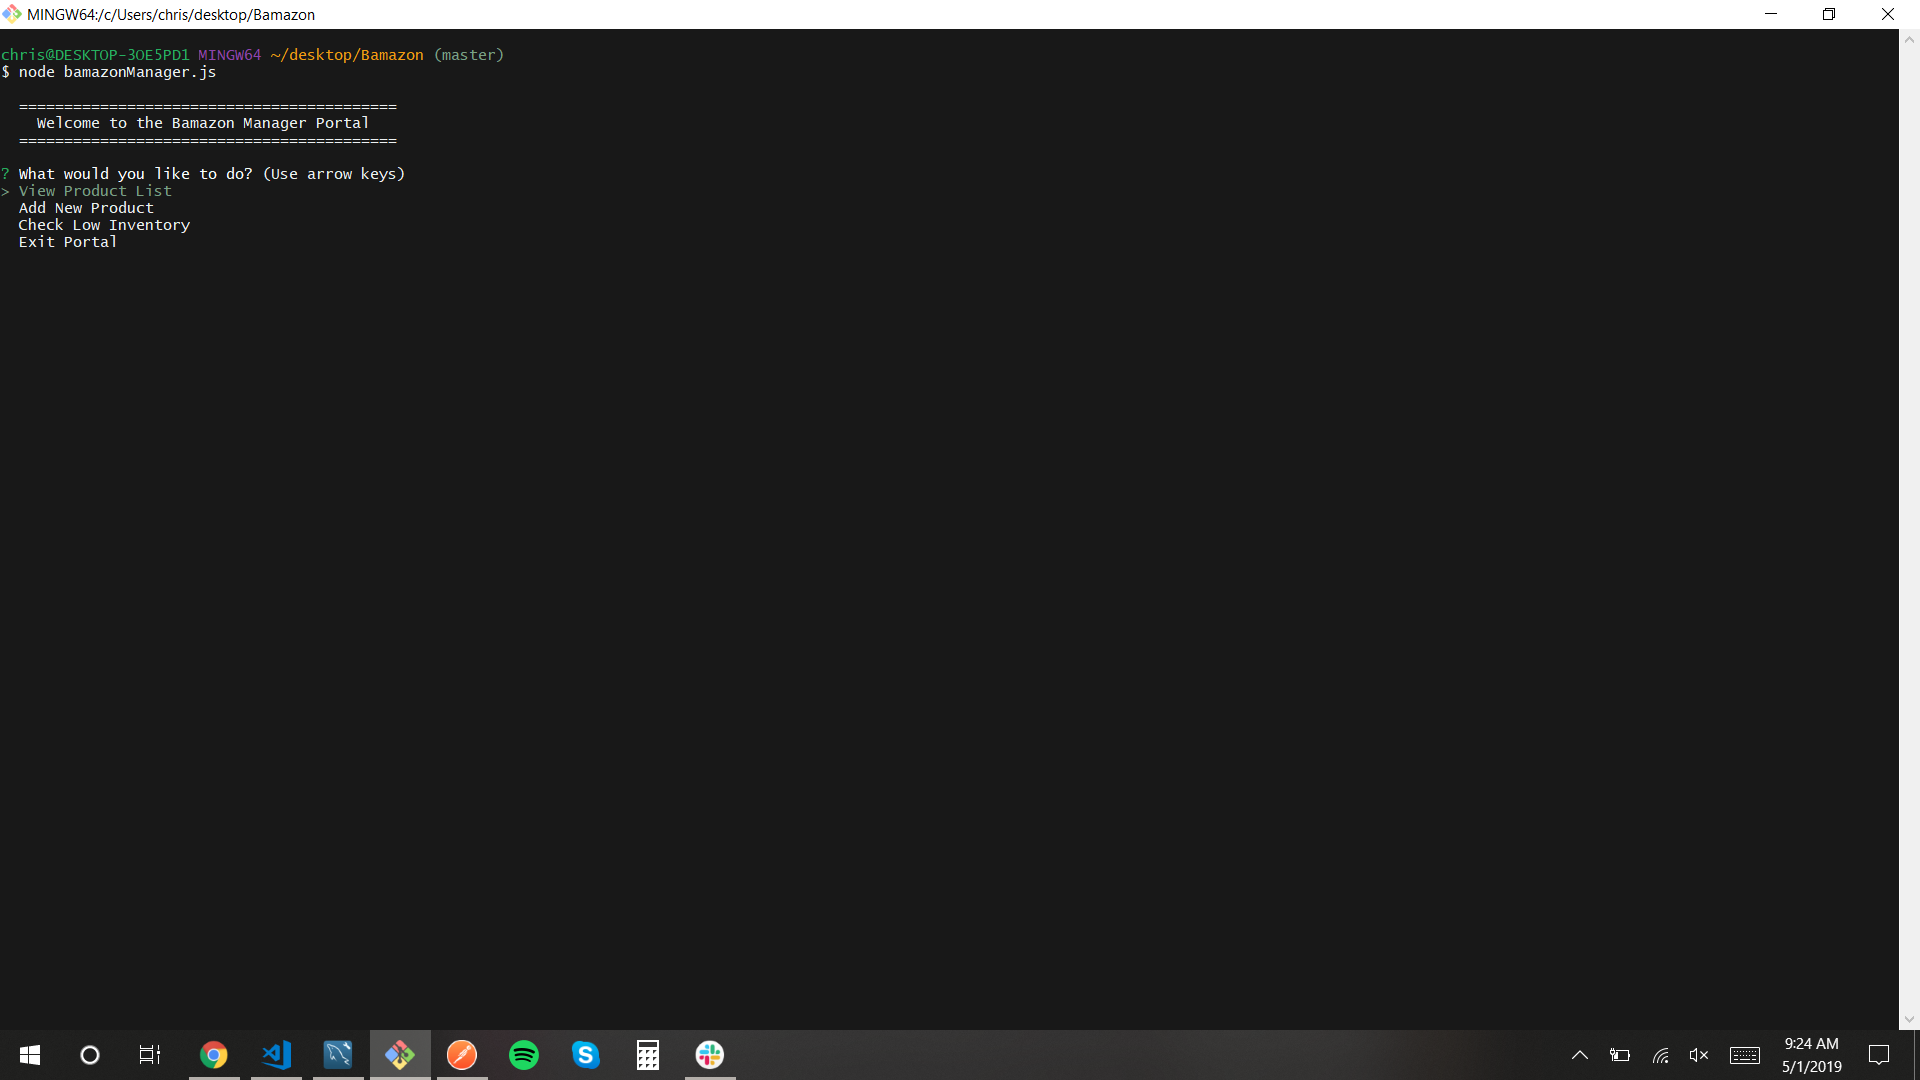 MINGW64:/c/Users/chris/desktop/Bamazon
chris@DESKTOP-3OE5PD1 MINGW64 ~/desktop/Bamazon (master)
$ node bamazonManager.js
==========================================
Welcome to the Bamazon Manager Portal
==========================================
? What would you like to do? (Use arrow keys)
> View Product List
Add New Product
Check Low Inventory
Exit Portal
9:24 AM
5/1/2019